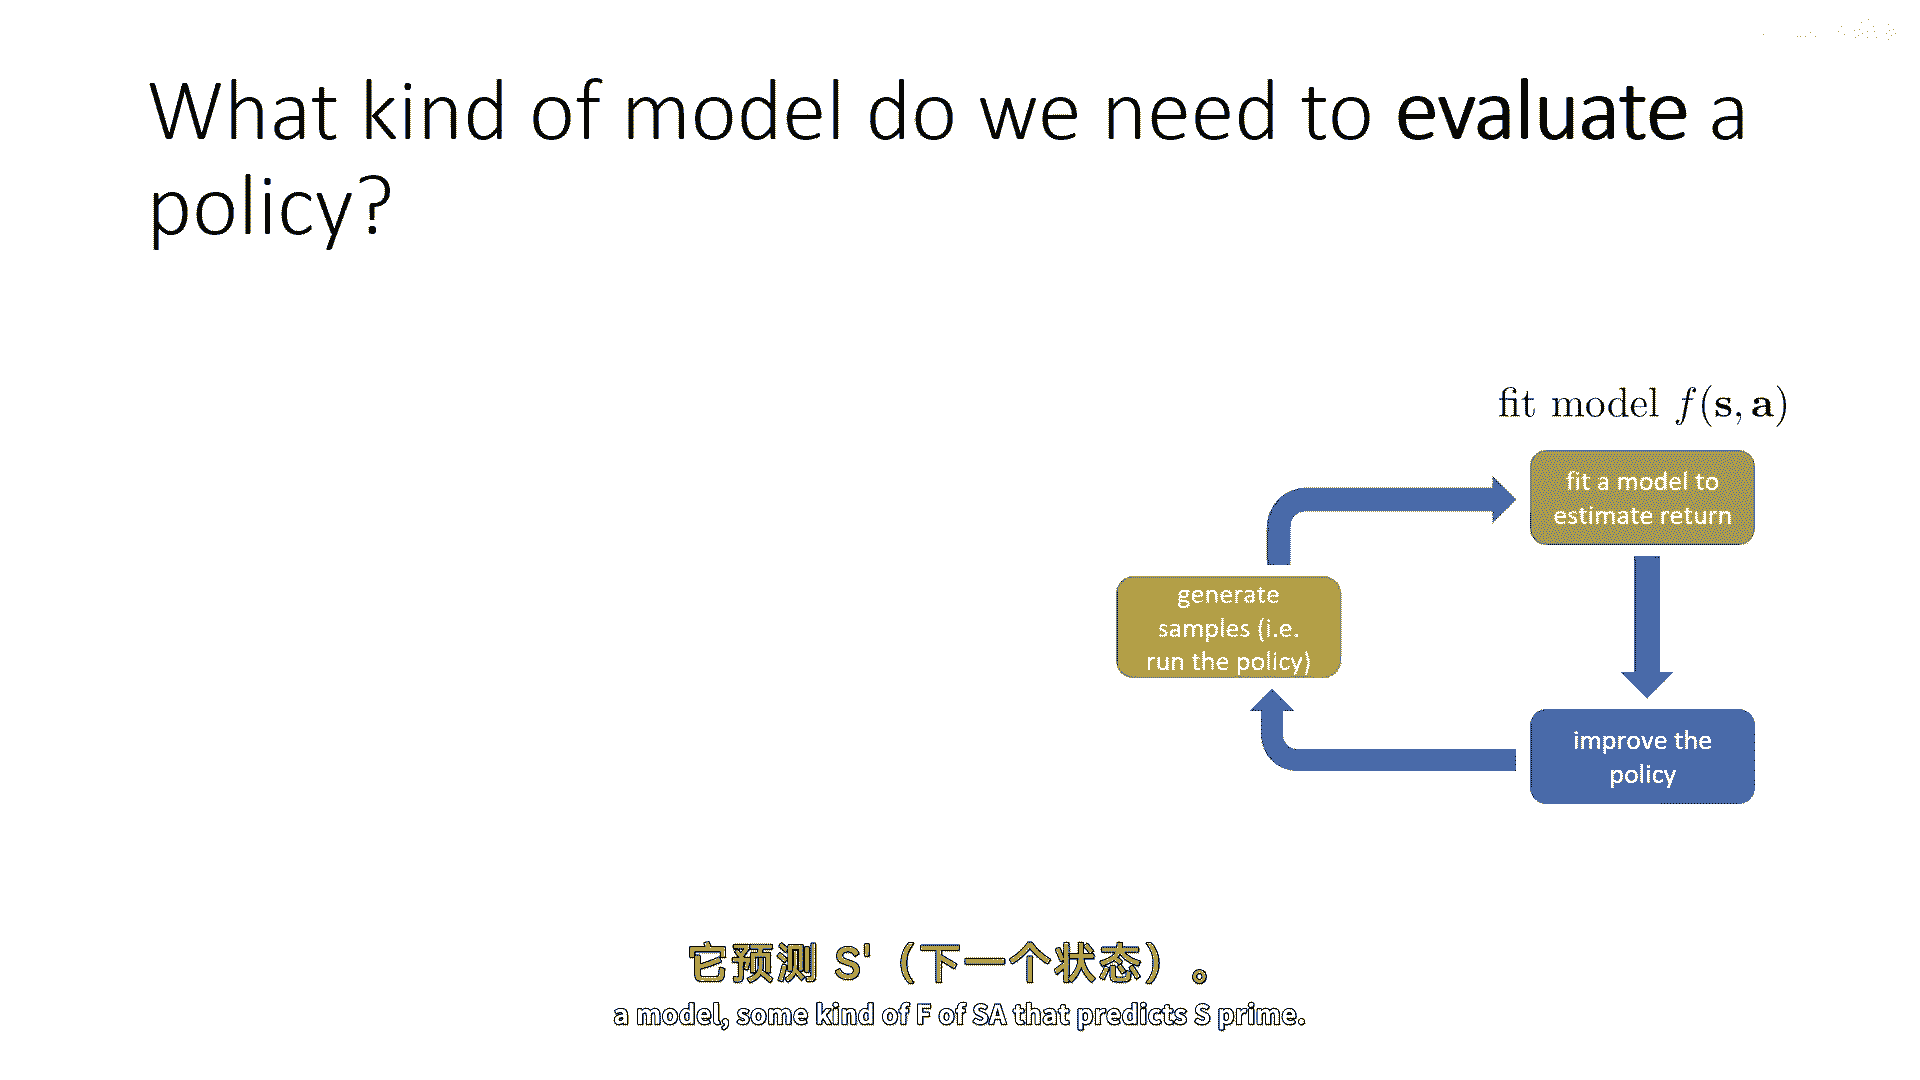 What kind of model do we need to evaluate a
policy?
fit model f(s, a)
fit a model to
estimate return
generate
samples (i.e.
run the policy)
improve the
policy
它预测 S'（下一个状态）。
a model, some kind of F of SA that predicts S prime.